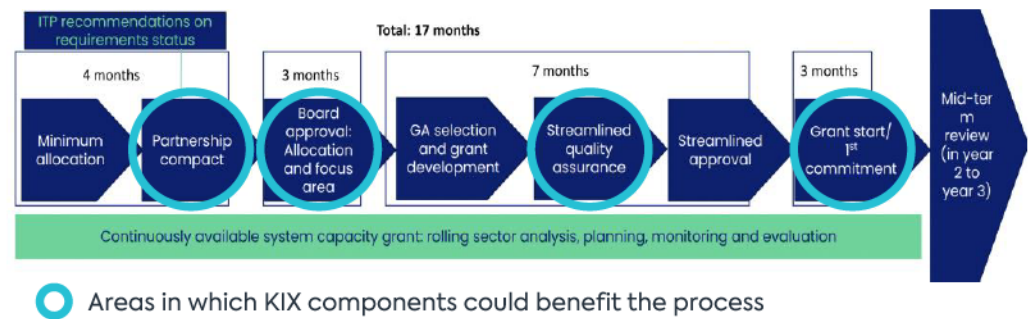 ITP recommendations on
requirements status
Total: 17 months
4 months
3 months
7 months
3 months
Minimum
allocation
Partnership
compact
Board
approval:
Allocation
and focus
area
GA selection
and grant
development
Streamlined
quality
assurance
Streamlined
approval
Grant start/
1st
commitment
Mid-ter
m
review
(in year
2 to
year 3)
Continuously available system capacity grant: rolling sector analysis, planning, monitoring and evaluation
Areas in which KIX components could benefit the process